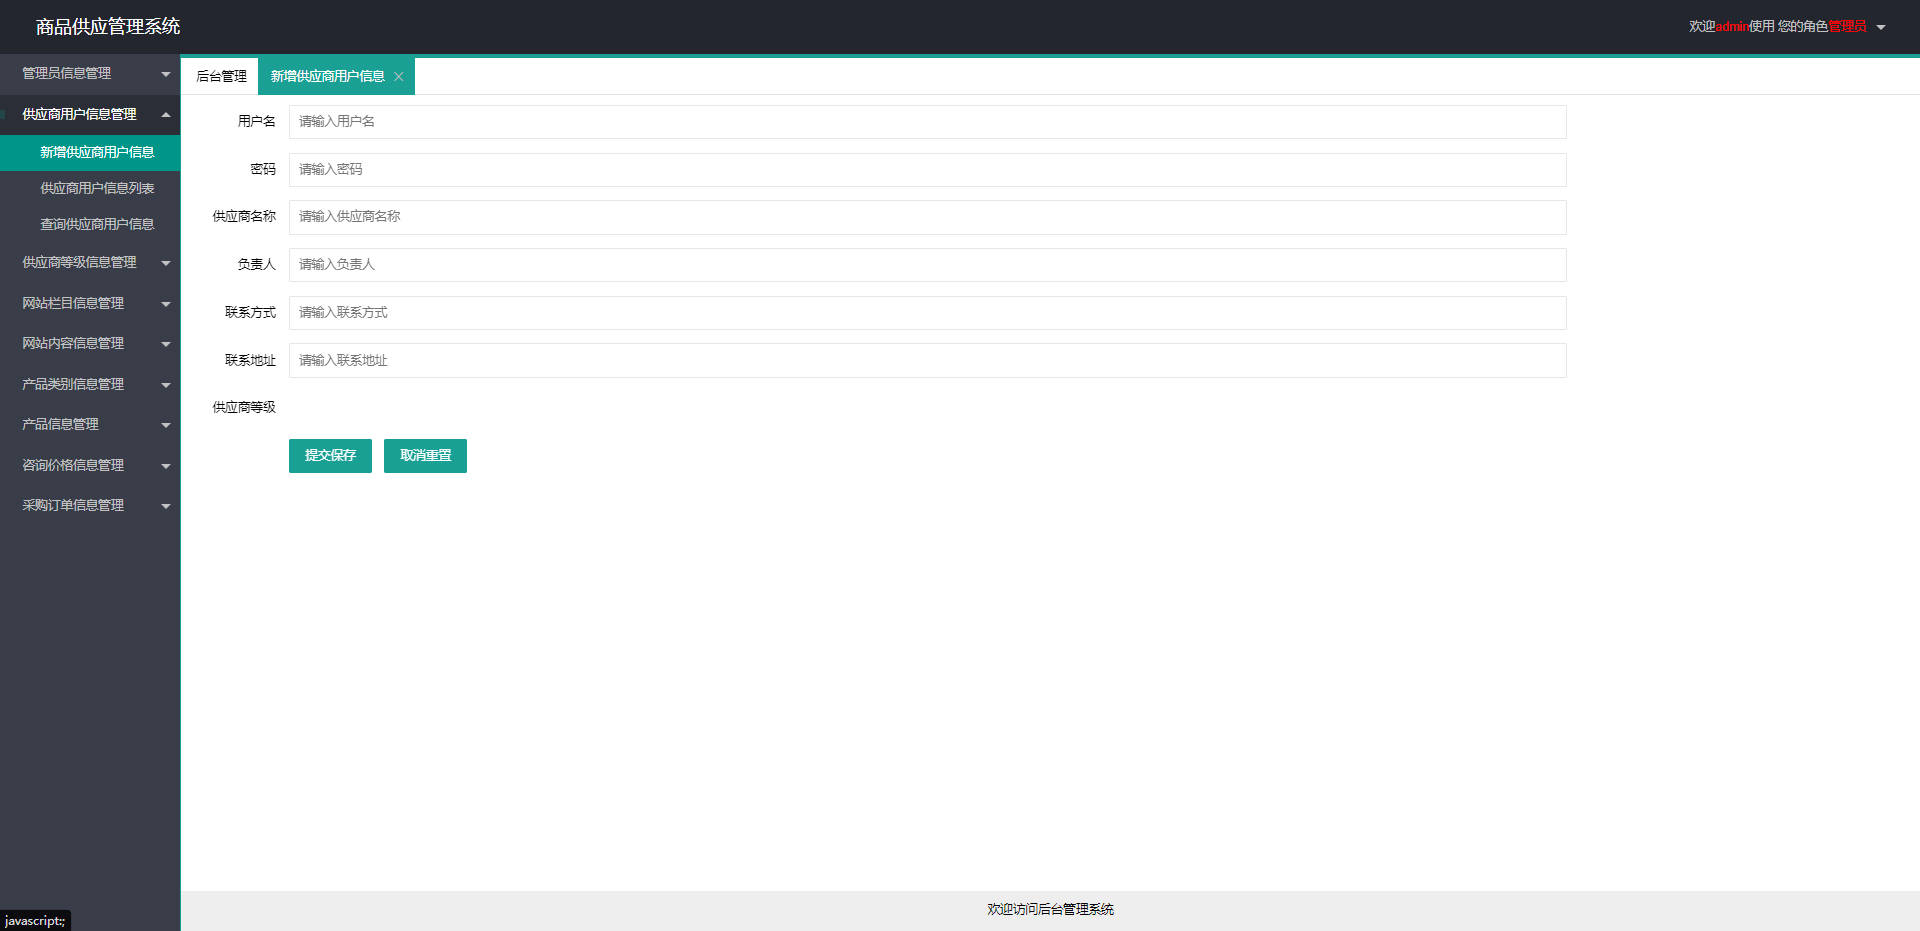 商品供应管理系统
欢迎admin使用 您的角色管理员
管理员信息管理
供应商用户信息管理
新增供应商用户信息
供应商用户信息列表
查询供应商用户信息
供应商等级信息管理
网站栏目信息管理
网站内容信息管理
产品类别信息管理
产品信息管理
咨询价格信息管理
采购订单信息管理
后台管理
新增供应商用户信息
用户名
请输入用户名
密码
请输入密码
供应商名称
请输入供应商名称
负责人
请输入负责人
联系方式
请输入联系方式
联系地址
请输入联系地址
供应商等级
提交保存
取消重置
欢迎访问后台管理系统
javascript:;